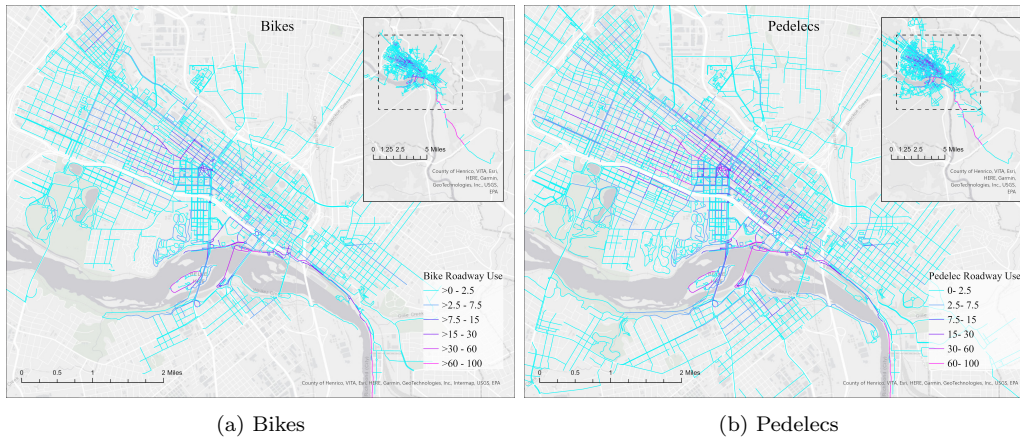 Bikes
0 1.25 2.5 5 Miles
County of Henrico, VITA, Esri,
HERE, Garmin,
GeoTechnologies, Inc., USGS,
EPA
Bike Roadway Use
>0 - 2.5
>2.5 - 7.5
>7.5 - 15
>15 - 30
>30 - 60
>60 - 100
0 0.5 1 2 Miles
County of Henrico, VITA, Esri, HERE, Garmin, GeoTechnologies, Inc., Intermap, USGS, EPA
(a) Bikes
Pedelecs
0 1.25 2.5 5 Miles
County of Henrico, VITA, Esri,
HERE, Garmin,
GeoTechnologies, Inc., USGS,
EPA
Pedelec Roadway Use
0- 2.5
2.5- 7.5
7.5- 15
15- 30
30- 60
60- 100
0 0.5 1 2 Miles
County of Henrico, VITA, Esri, HERE, Garmin, GeoTechnologies, Inc., USGS, EPA
(b) Pedelecs